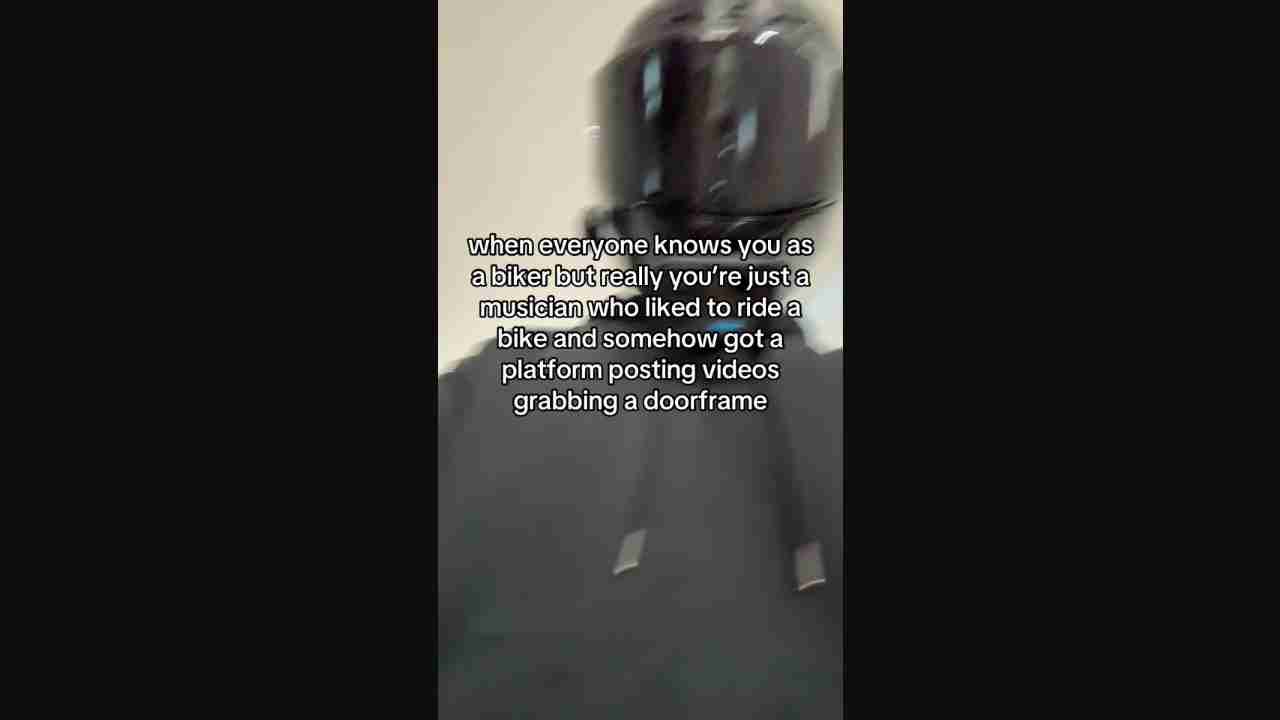 when everyone knows you as
a biker but really you’re just a
musician who liked to ride a
bike and somehow got a
platform posting videos
grabbing a doorframe